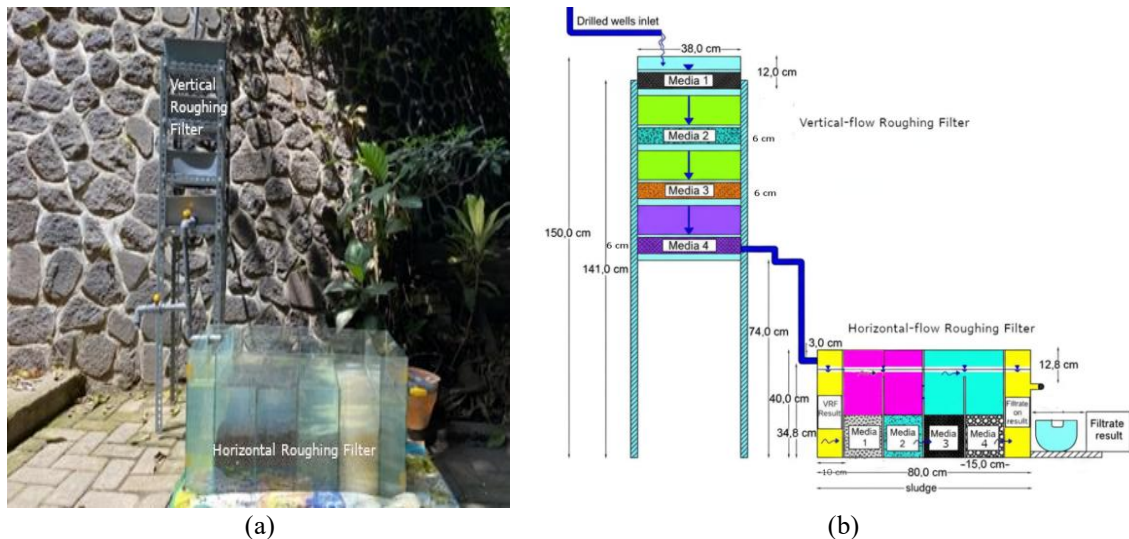 Vertical
Roughing
Filter
Horizontal Roughing Filter
(a)
Drilled wells inlet
38,0 cm
12,0 cm
Media 1
Vertical-flow Roughing Filter
Media 2
6 cm
Media 3
6 cm
150,0 cm
6 cm
Media 4
141,0 cm
74,0 cm
Horizontal-flow Roughing Filter
3,0 cm
12,8 cm
40,0 cm
34,8 cm
VRF
Result
Media
1
Media
2
Media
3
Media
4
Filtrate
on
result
Filtrate
result
10 cm
80,0 cm
15,0 cm
sludge
(b)